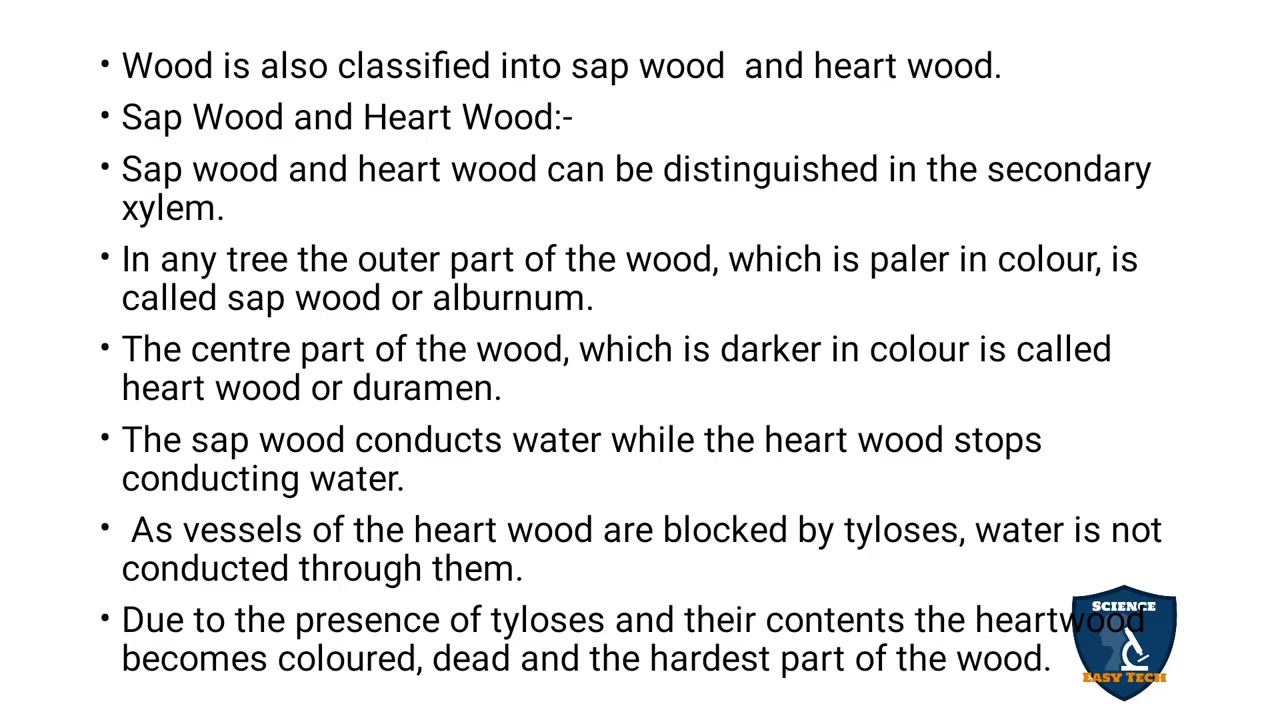 • Wood is also classified into sap wood  and heart wood.
• Sap Wood and Heart Wood:-
• Sap wood and heart wood can be distinguished in the secondary
xylem.
• In any tree the outer part of the wood, which is paler in colour, is
called sap wood or alburnum.
• The centre part of the wood, which is darker in colour is called
heart wood or duramen.
• The sap wood conducts water while the heart wood stops
conducting water.
•  As vessels of the heart wood are blocked by tyloses, water is not
conducted through them.
• Due to the presence of tyloses and their contents the heartwood
becomes coloured, dead and the hardest part of the wood.
SCIENCE
EASY TECH